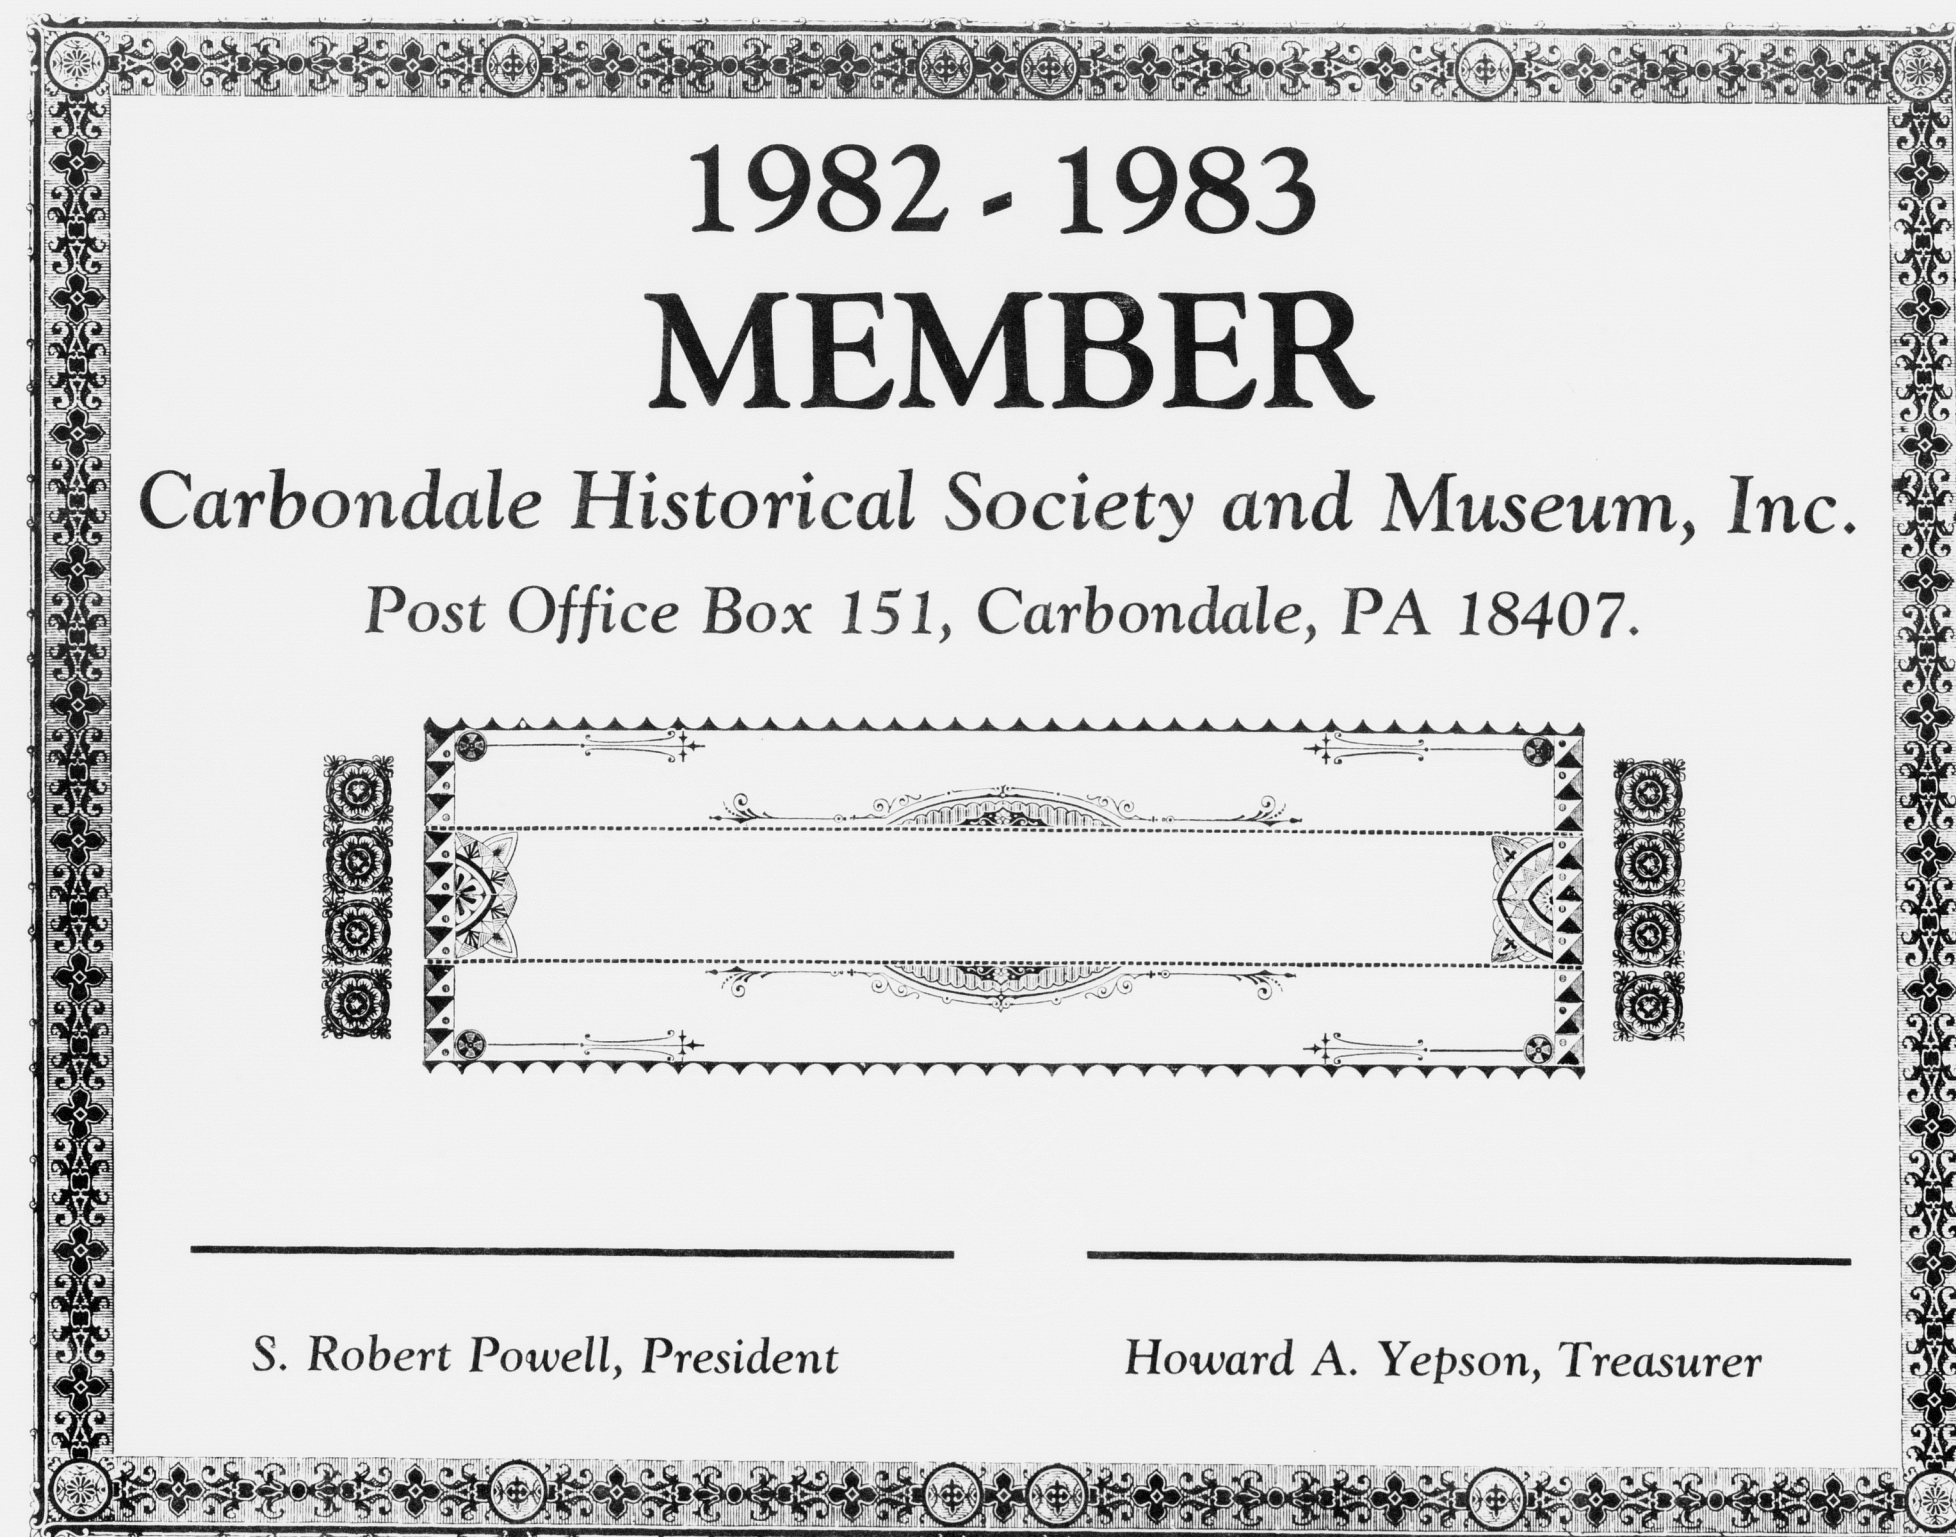 1982 - 1983
MEMBER
Carbondale Historical Society and Museum, Inc.
Post Office Box 151, Carbondale, PA 18407.
S. Robert Powell, President
Howard A. Yepson, Treasurer